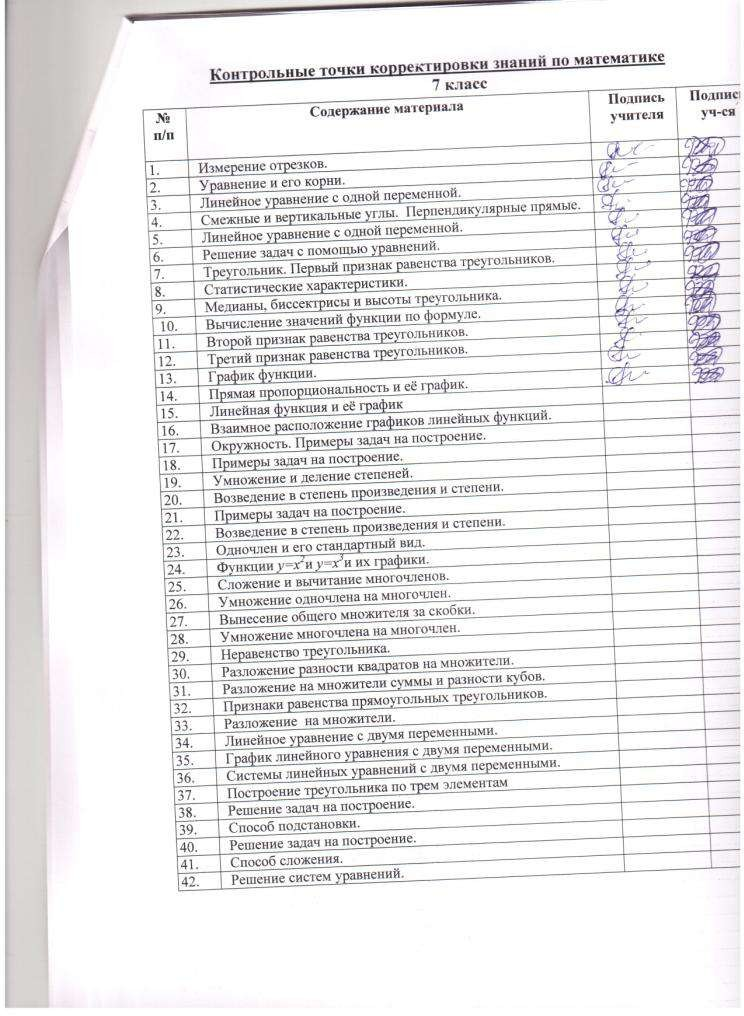 Контрольные точки корректировки знаний по математике
7 класс
№ п/п Содержание материала Подпись учителя Подпись уч-ся
1. Измерение отрезков.
2. Уравнение и его корни.
3. Линейное уравнение с одной переменной.
4. Смежные и вертикальные углы. Перпендикулярные прямые.
5. Линейное уравнение с одной переменной.
6. Решение задач с помощью уравнений.
7. Треугольник. Первый признак равенства треугольников.
8. Статистические характеристики.
9. Медианы, биссектрисы и высоты треугольника.
10. Вычисление значений функции по формуле.
11. Второй признак равенства треугольников.
12. Третий признак равенства треугольников.
13. График функции.
14. Прямая пропорциональность и её график.
15. Линейная функция и её график
16. Взаимное расположение графиков линейных функций.
17. Окружность. Примеры задач на построение.
18. Примеры задач на построение.
19. Умножение и деление степеней.
20. Возведение в степень произведения и степени.
21. Примеры задач на построение.
22. Возведение в степень произведения и степени.
23. Одночлен и его стандартный вид.
24. Функции y=x² и y=x³ и их графики.
25. Сложение и вычитание многочленов.
26. Умножение одночлена на многочлен.
27. Вынесение общего множителя за скобки.
28. Умножение многочлена на многочлен.
29. Неравенство треугольника.
30. Разложение разности квадратов на множители.
31. Разложение на множители суммы и разности кубов.
32. Признаки равенства прямоугольных треугольников.
33. Разложение на множители.
34. Линейное уравнение с двумя переменными.
35. График линейного уравнения с двумя переменными.
36. Системы линейных уравнений с двумя переменными.
37. Построение треугольника по трем элементам
38. Решение задач на построение.
39. Способ подстановки.
40. Решение задач на построение.
41. Способ сложения.
42. Решение систем уравнений.